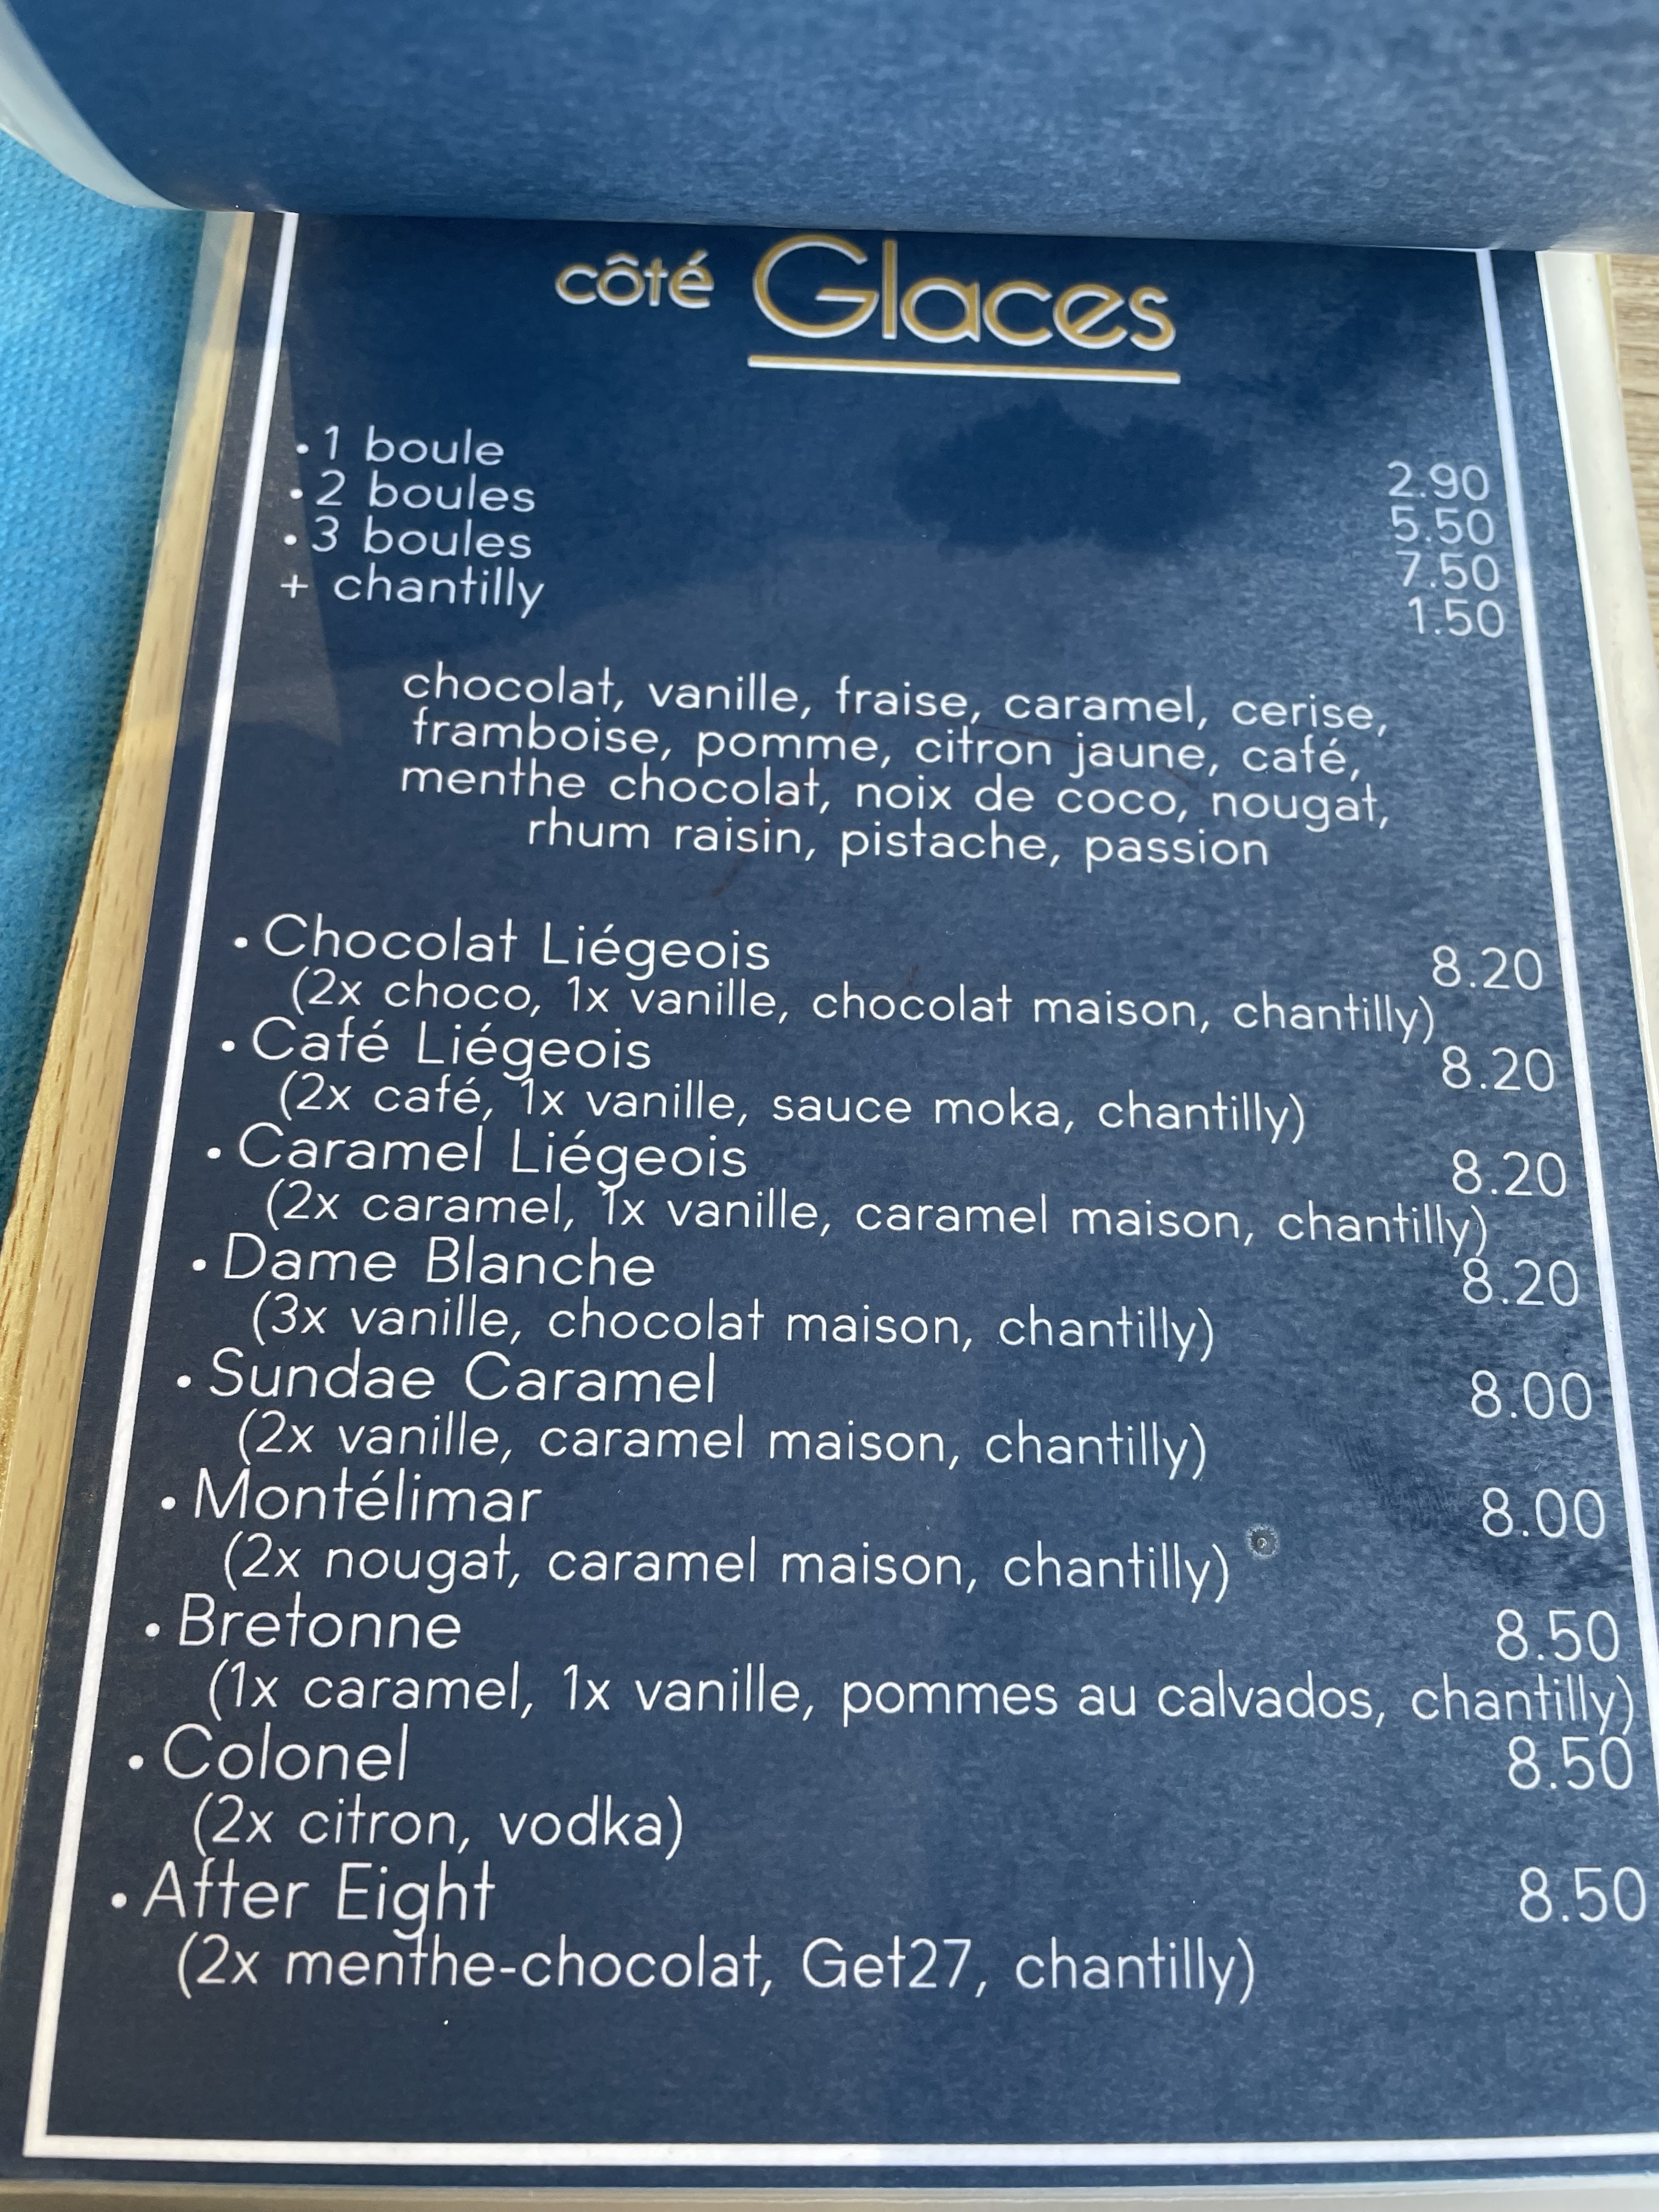 côté Glaces
• 1 boule 2.90
• 2 boules 5.50
• 3 boules 7.50
+ chantilly 1.50
chocolat, vanille, fraise, caramel, cerise,
framboise, pomme, citron jaune, café,
menthe chocolat, noix de coco, nougat,
rhum raisin, pistache, passion
• Chocolat Liégeois 8.20
(2x choco, 1x vanille, chocolat maison, chantilly)
• Café Liégeois 8.20
(2x café, 1x vanille, sauce moka, chantilly)
• Caramel Liégeois 8.20
(2x caramel, 1x vanille, caramel maison, chantilly)
• Dame Blanche 8.20
(3x vanille, chocolat maison, chantilly)
• Sundae Caramel 8.00
(2x vanille, caramel maison, chantilly)
• Montélimar 8.00
(2x nougat, caramel maison, chantilly)
• Bretonne 8.50
(1x caramel, 1x vanille, pommes au calvados, chantilly)
• Colonel 8.50
(2x citron, vodka)
• After Eight 8.50
(2x menthe-chocolat, Get27, chantilly)